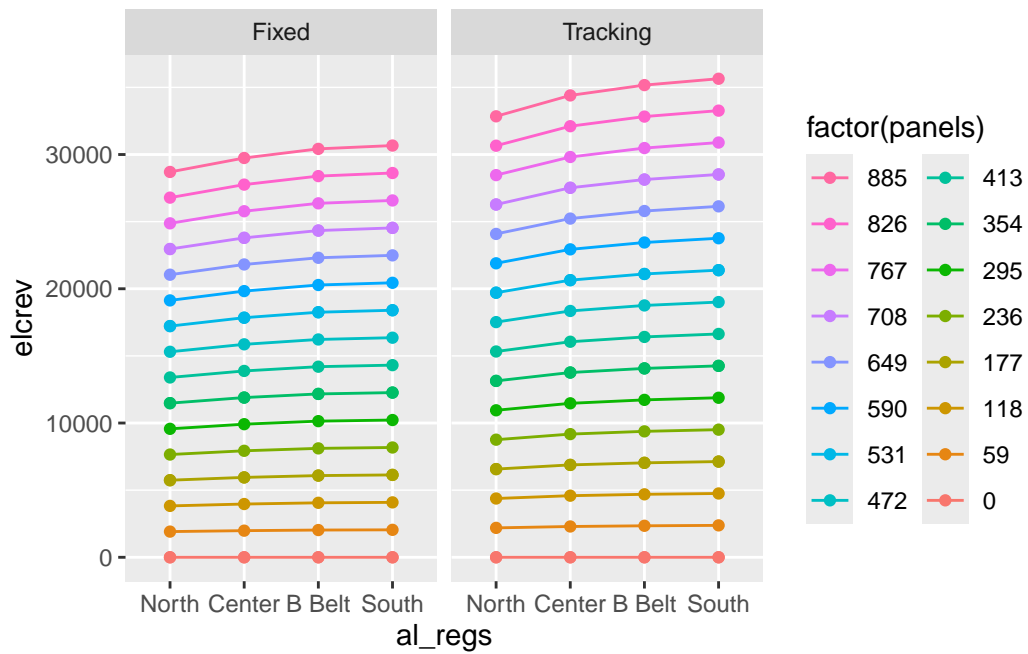 Fixed Tracking
elcrev
30000
20000
10000
0
North Center B Belt South North Center B Belt South
al_regs
factor(panels)
885 413
826 354
767 295
708 236
649 177
590 118
531 59
472 0